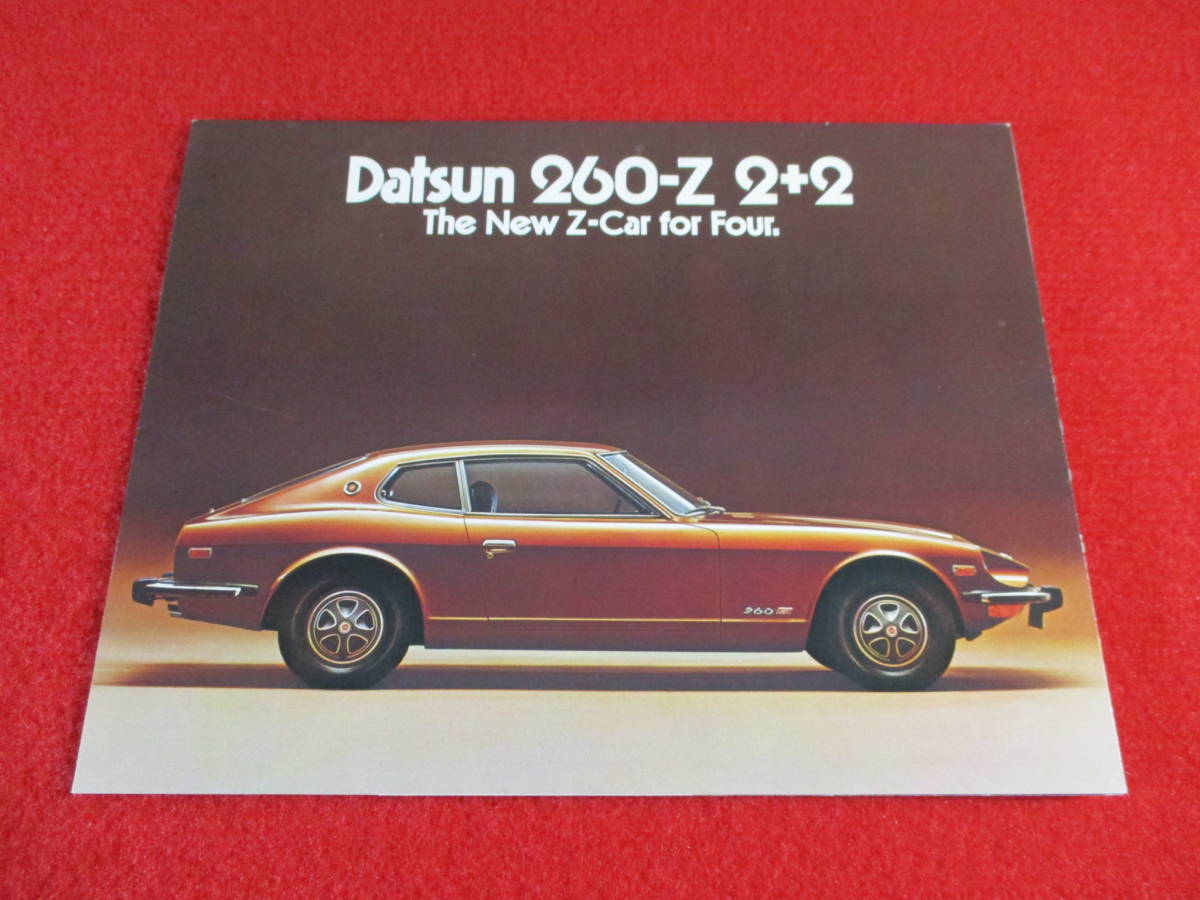 Datsun 260-Z 2+2
The New Z-Car for Four.
260 Z